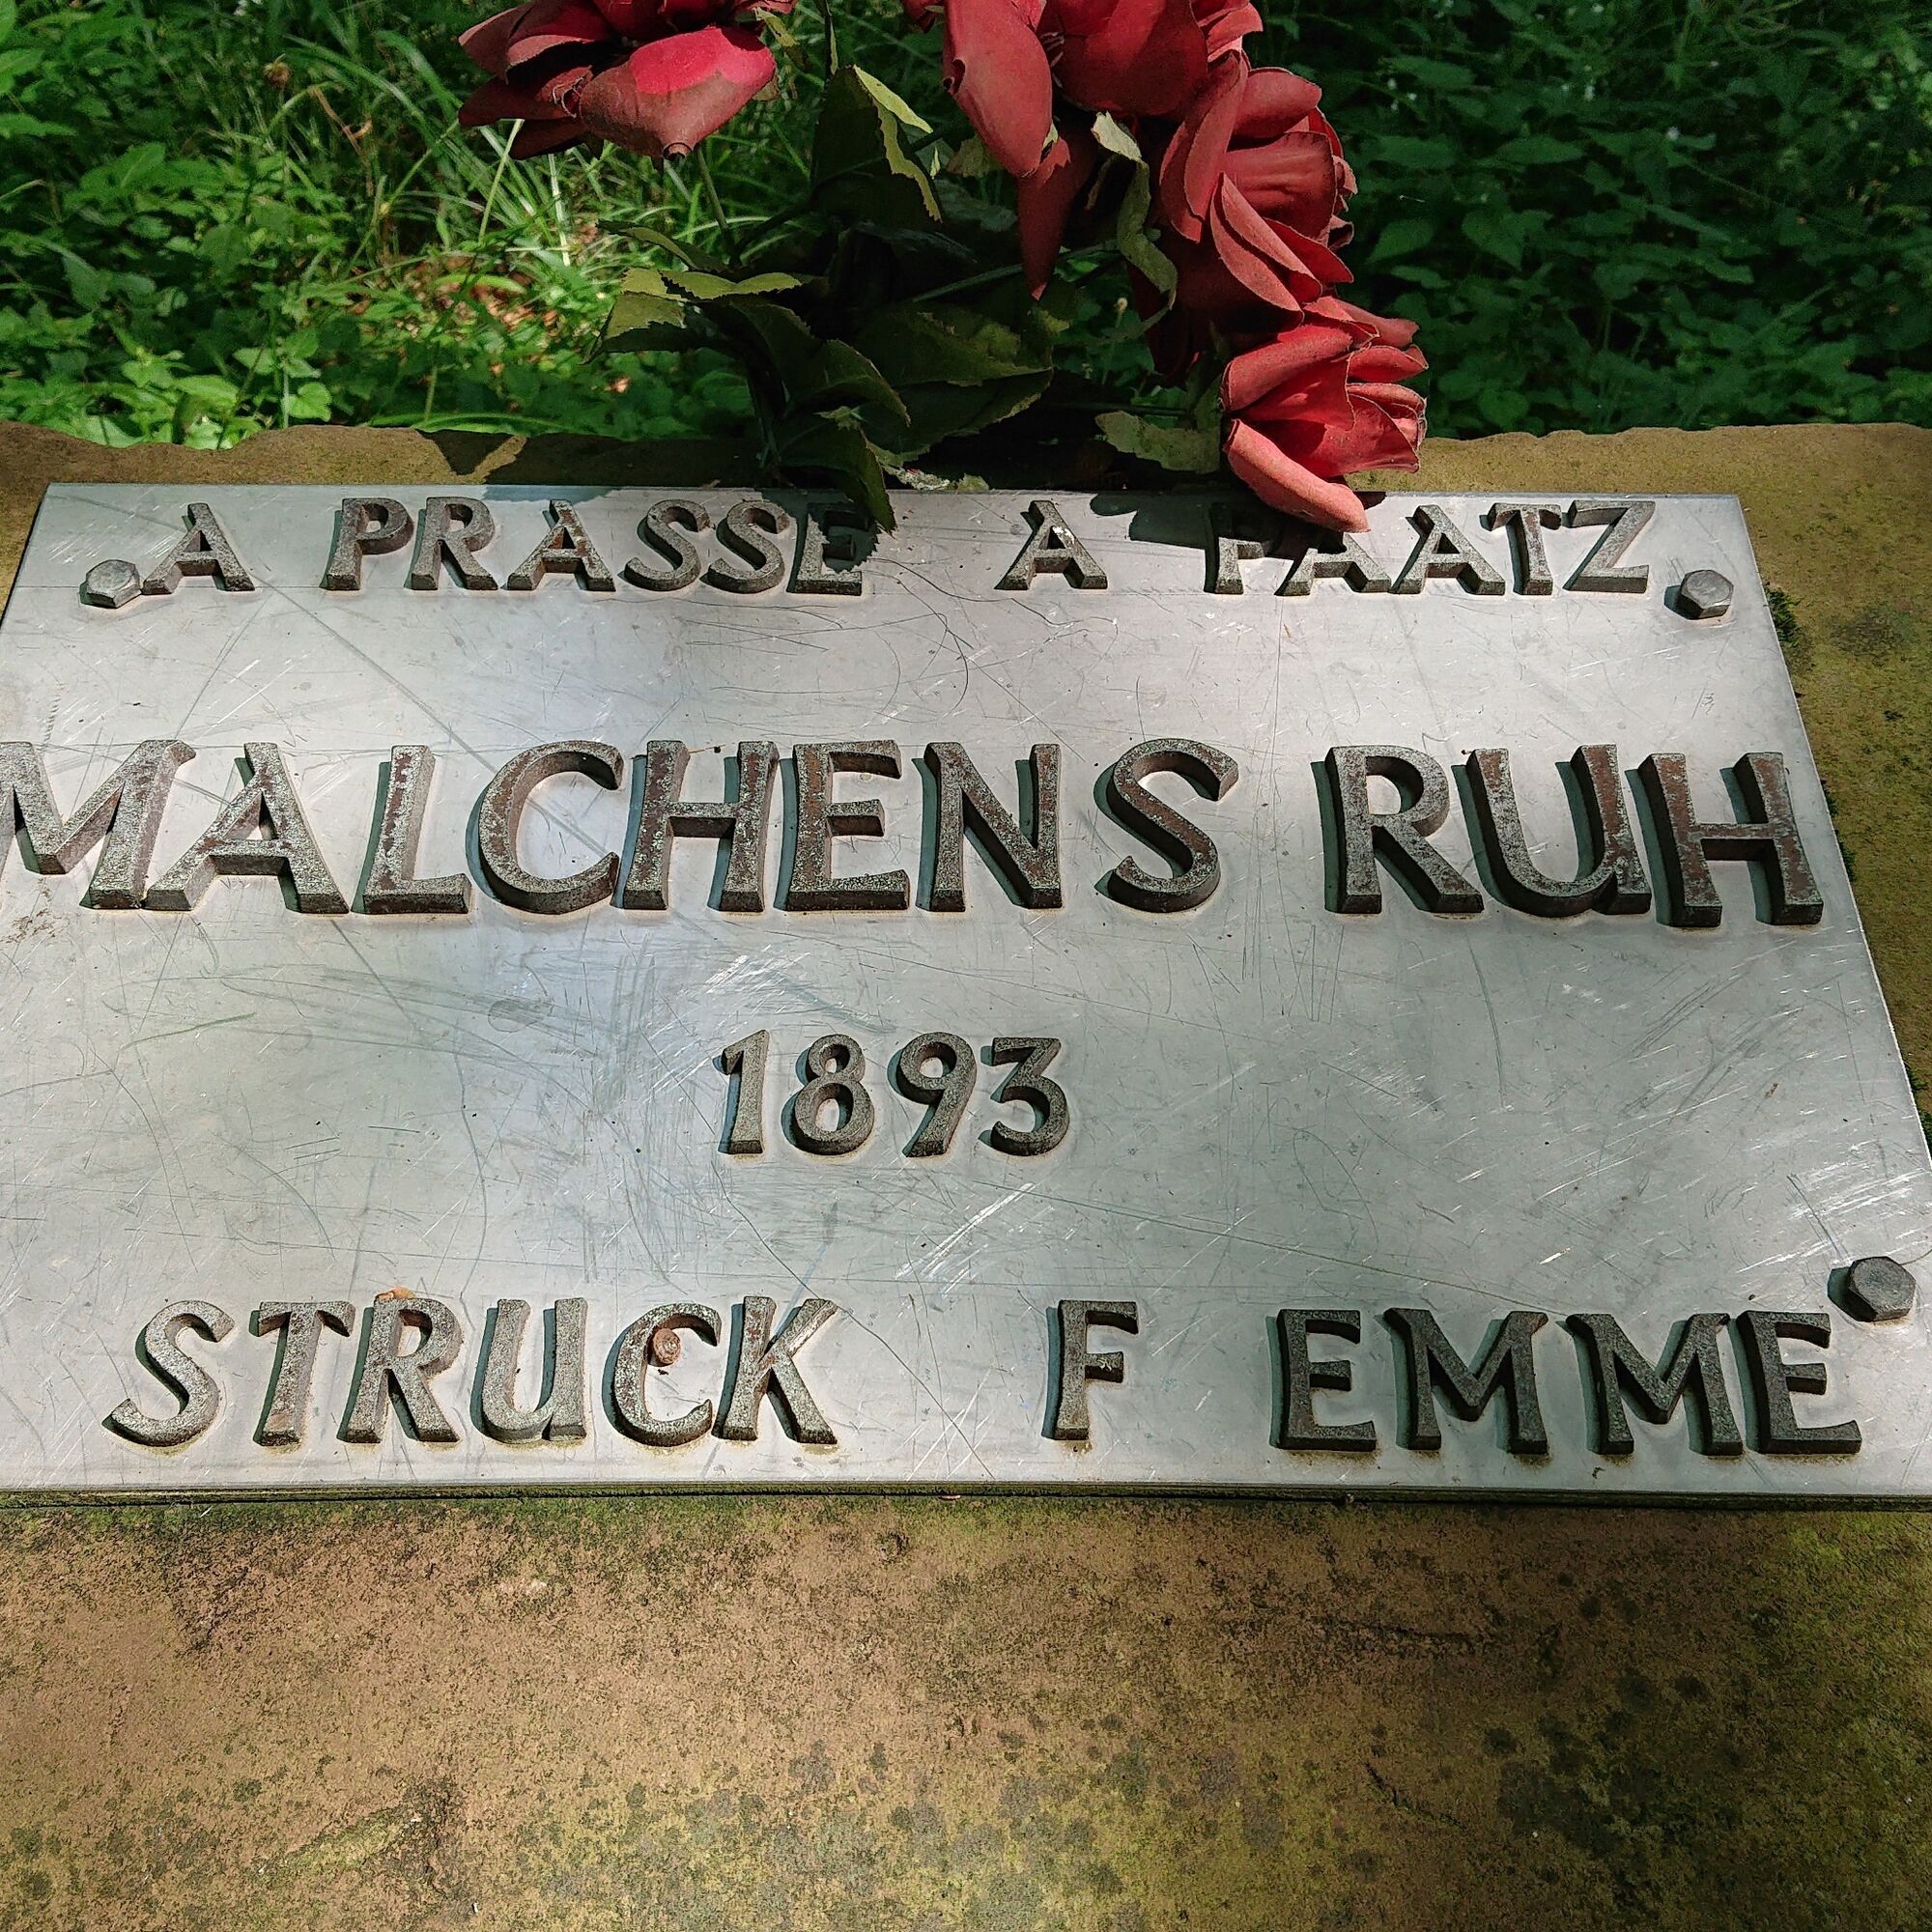 A PRASSE A PAATZ
MALCHENS RUH
1893
STRUCK F EMME